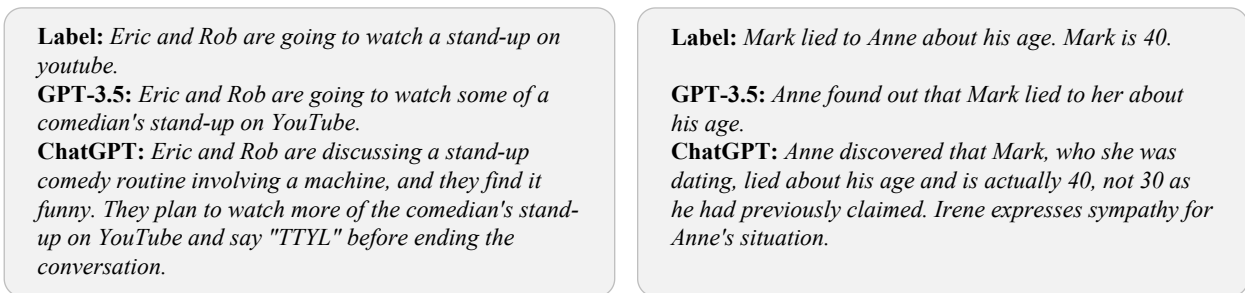 Label: Eric and Rob are going to watch a stand-up on
youtube.
GPT-3.5: Eric and Rob are going to watch some of a
comedian's stand-up on YouTube.
ChatGPT: Eric and Rob are discussing a stand-up
comedy routine involving a machine, and they find it
funny. They plan to watch more of the comedian's stand-
up on YouTube and say "TTYL" before ending the
conversation.
Label: Mark lied to Anne about his age. Mark is 40.
GPT-3.5: Anne found out that Mark lied to her about
his age.
ChatGPT: Anne discovered that Mark, who she was
dating, lied about his age and is actually 40, not 30 as
he had previously claimed. Irene expresses sympathy for
Anne's situation.